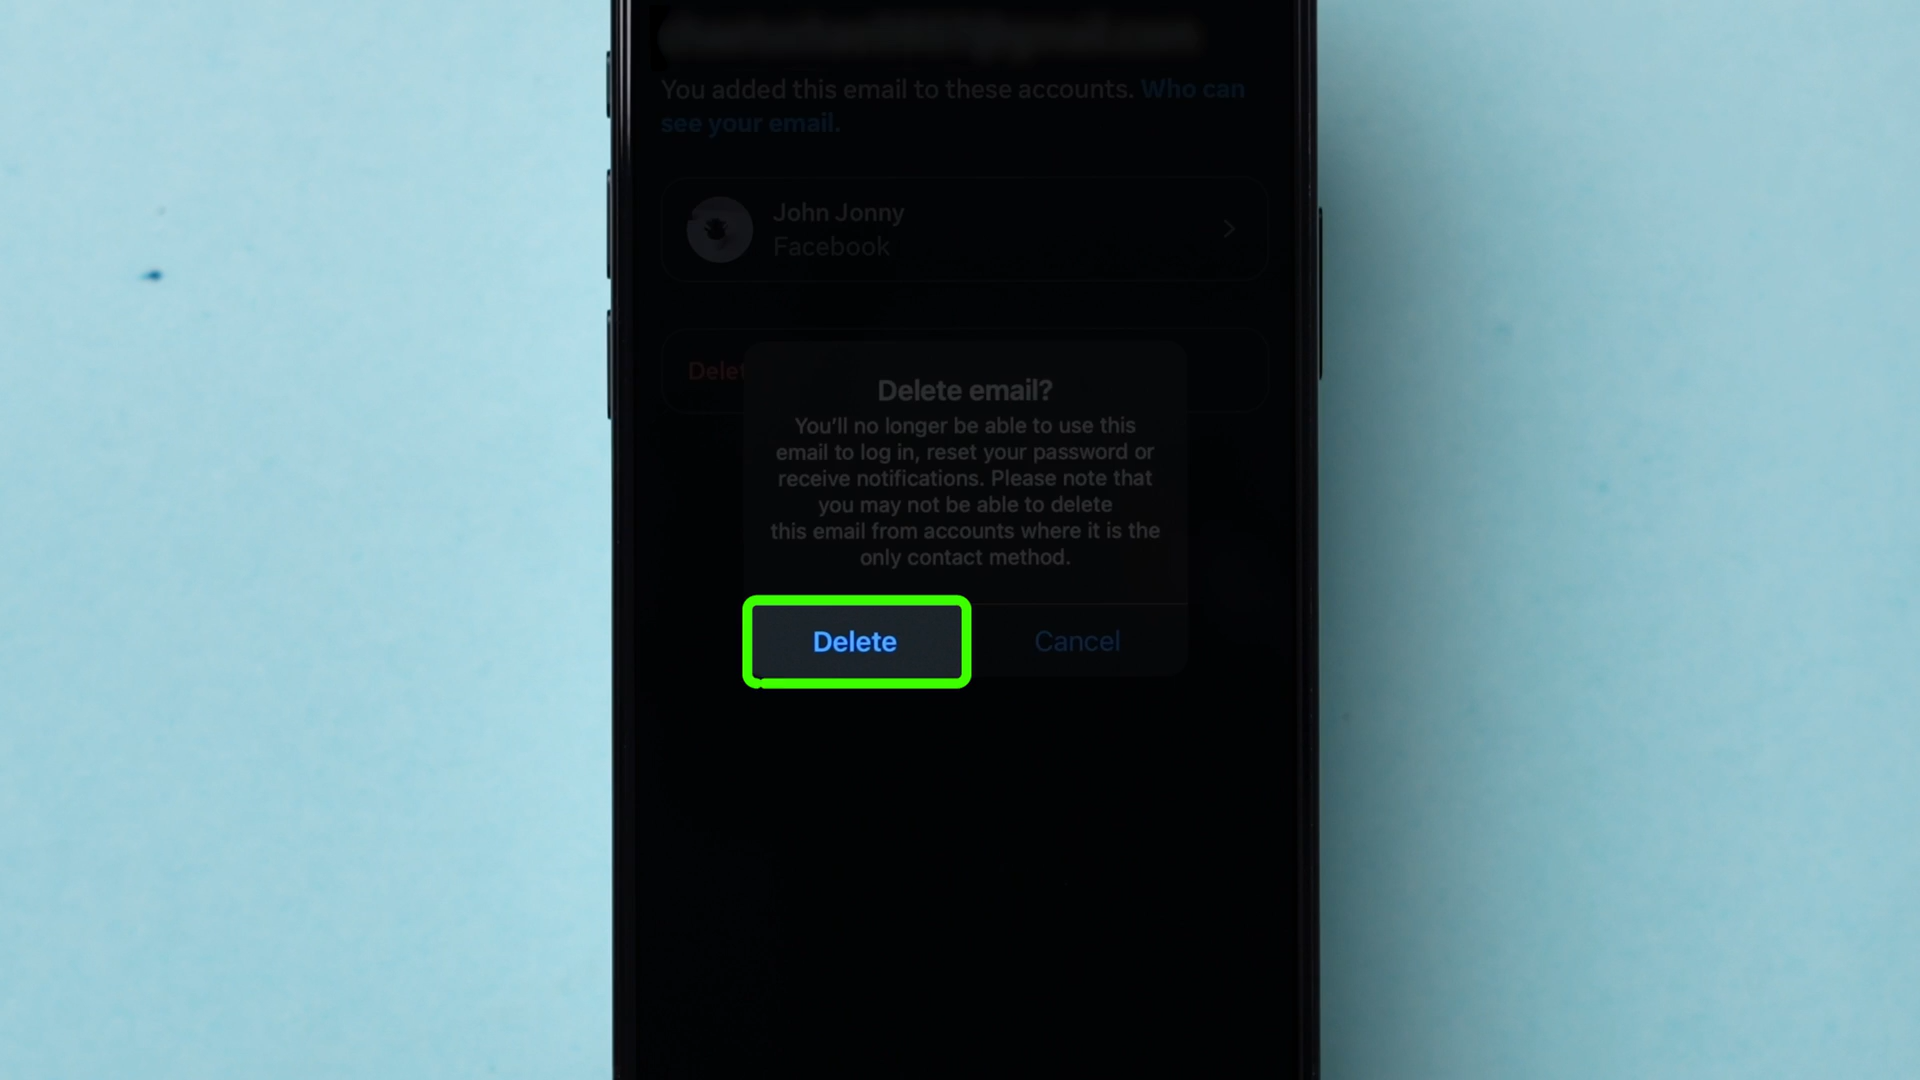 You added this email to these accounts. Who can
see your email.
John Jonny
Facebook
Delete email?
You'll no longer be able to use this
email to log in, reset your password or
receive notifications. Please note that
you may not be able to delete
this email from accounts where it is the
only contact method.
Delete
Cancel